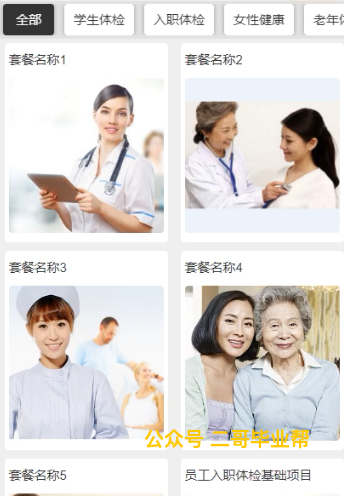 全部 学生体检 入职体检 女性健康 老年
套餐名称1 套餐名称2
套餐名称3 套餐名称4
公众号 二哥毕业帮
套餐名称5 员工入职体检基础项目